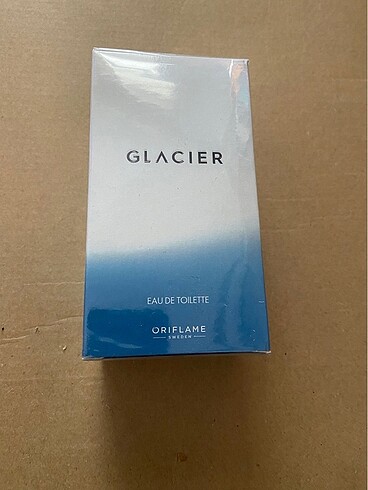 GLACIER
EAU DE TOILETTE
ORIFLAME
SWEDEN